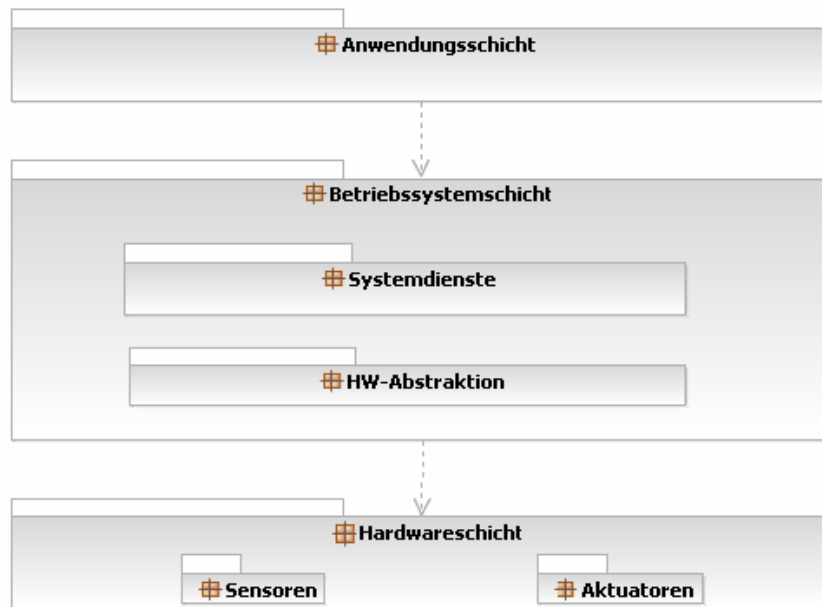 Anwendungsschicht
Betriebssystemschicht
Systemdienste
HW-Abstraktion
Hardwareschicht
Sensoren
Aktuatoren